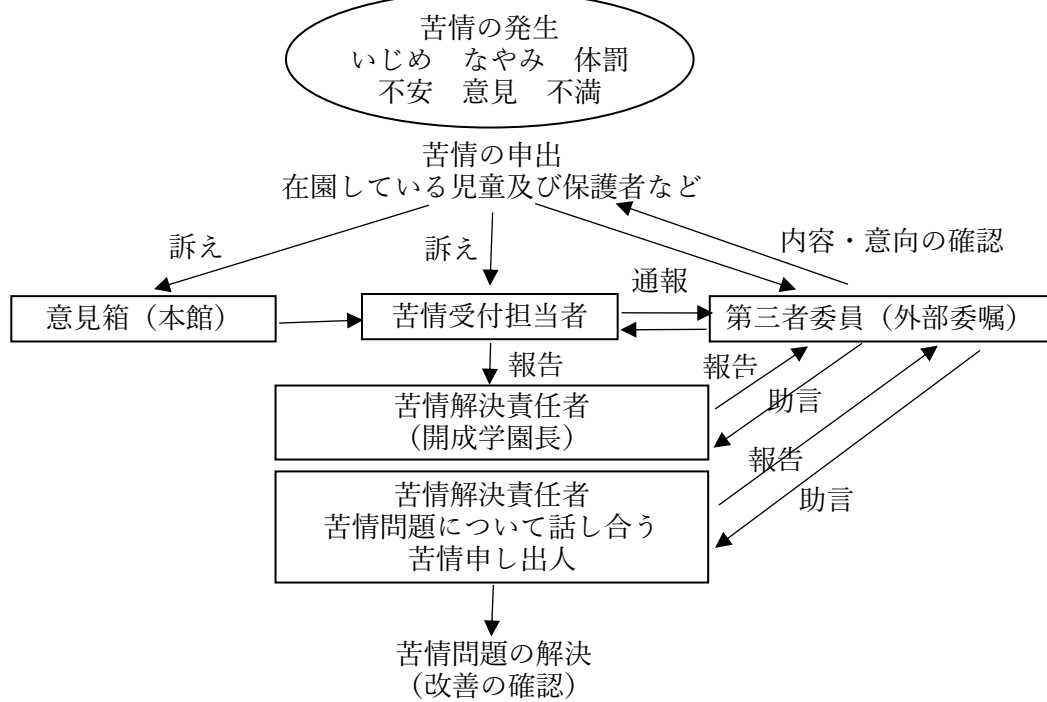 苦情の発生
いじめ　なやみ　体罰
不安　意見　不満
苦情の申出
在園している児童及び保護者など
訴え
訴え
内容・意向の確認
通報
意見箱（本館）
苦情受付担当者
第三者委員（外部委嘱）
報告
報告
苦情解決責任者
（開成学園長）
助言
報告
苦情解決責任者
苦情問題について話し合う
苦情申し出人
助言
苦情問題の解決
（改善の確認）